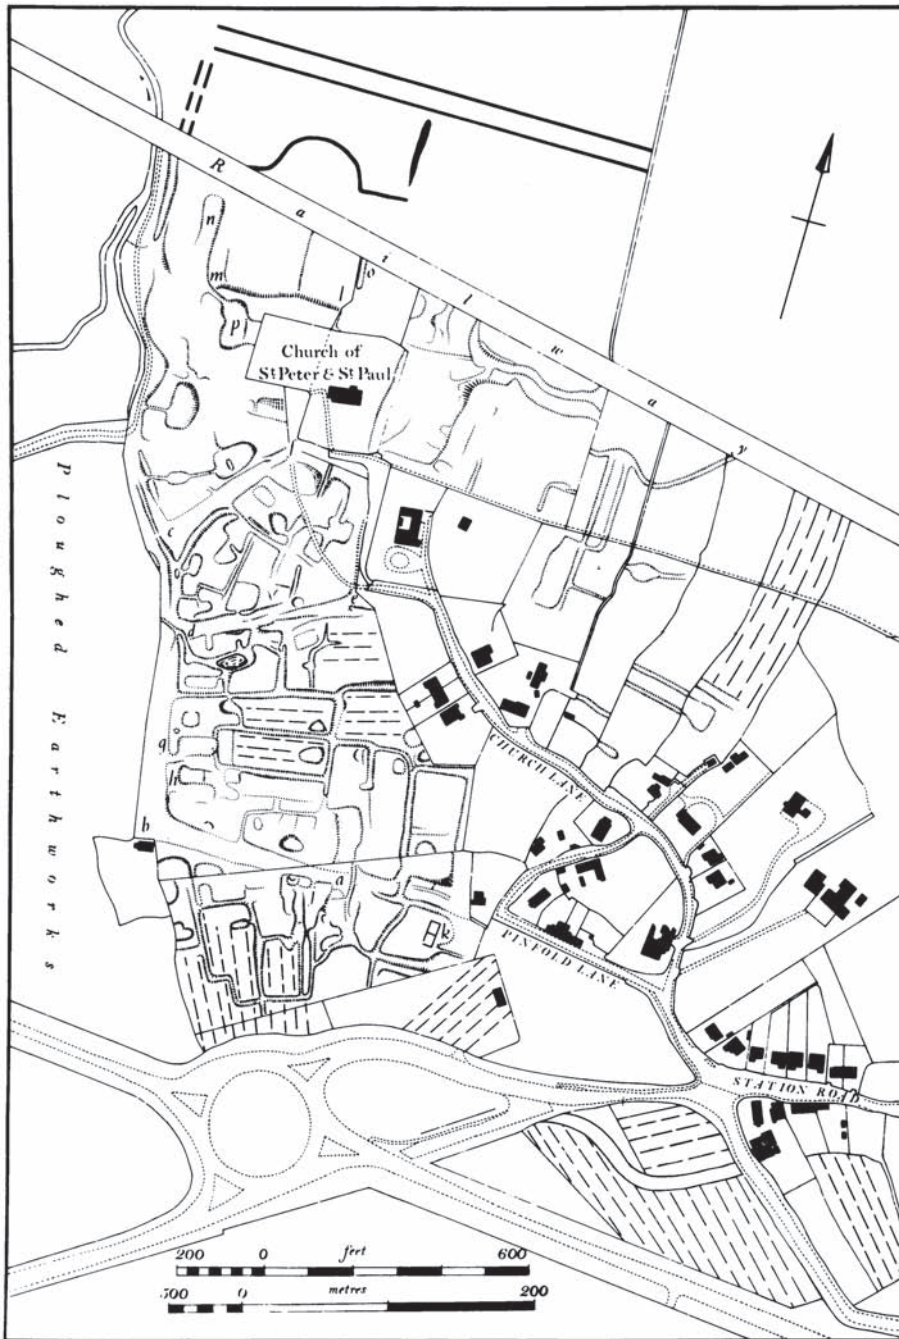 R a i l w a y
n
o
m
l
p
Church of
St Peter & St Paul
Ploughed Earthworks
g
h
b
a
k
CHURCH LANE
PINFOLD LANE
STATION ROAD
200 0 feet 600
metres
0 200